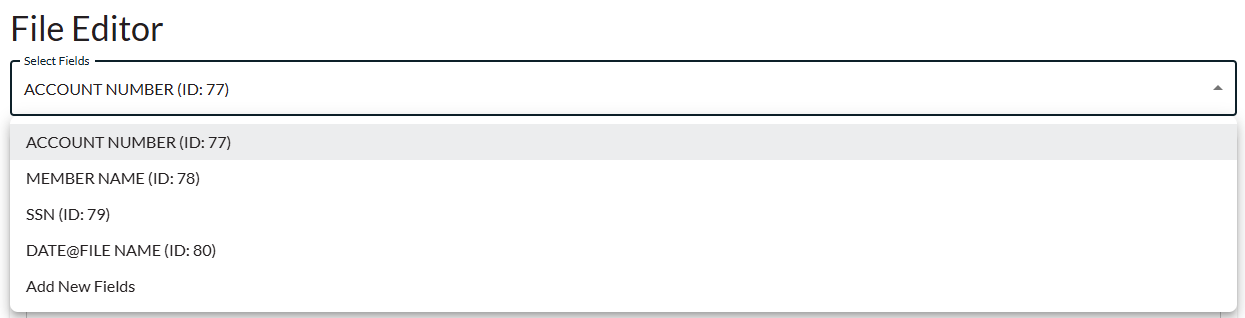 File Editor
Select Fields
ACCOUNT NUMBER (ID: 77)
ACCOUNT NUMBER (ID: 77)
MEMBER NAME (ID: 78)
SSN (ID: 79)
DATE@FILE NAME (ID: 80)
Add New Fields